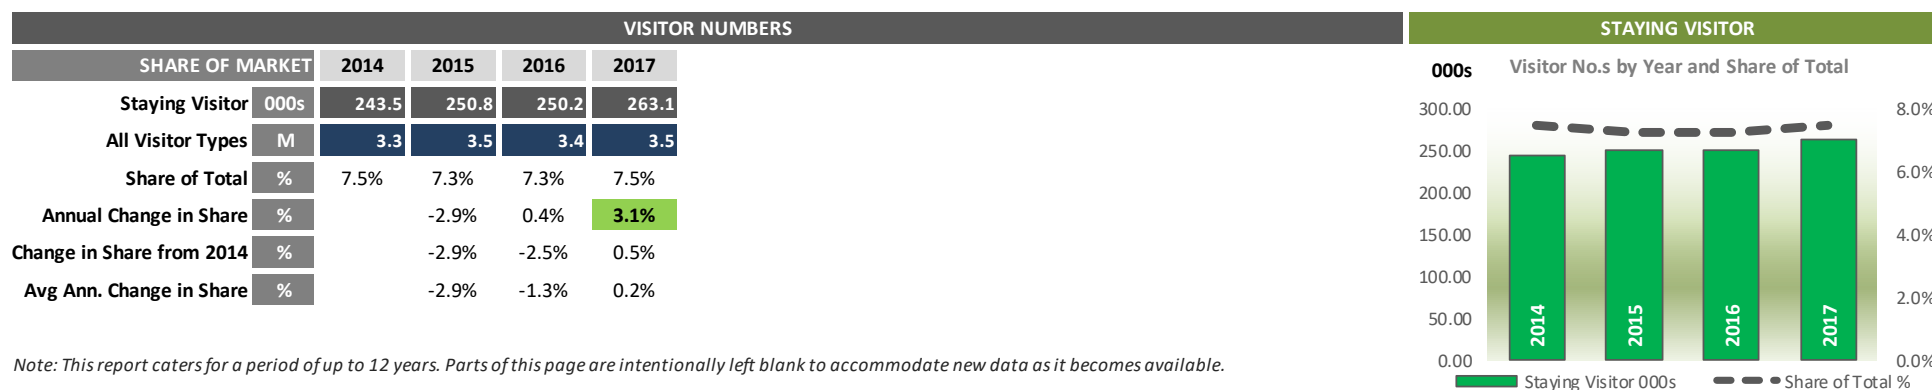 VISITOR NUMBERS
SHARE OF MARKET 2014 2015 2016 2017
Staying Visitor 000s 243.5 250.8 250.2 263.1
All Visitor Types M 3.3 3.5 3.4 3.5
Share of Total % 7.5% 7.3% 7.3% 7.5%
Annual Change in Share % -2.9% 0.4% 3.1%
Change in Share from 2014 % -2.9% -2.5% 0.5%
Avg Ann. Change in Share % -2.9% -1.3% 0.2%
Note: This report caters for a period of up to 12 years. Parts of this page are intentionally left blank to accommodate new data as it becomes available.
STAYING VISITOR
000s Visitor No.s by Year and Share of Total
300.00 8.0%
250.00
200.00 6.0%
150.00 4.0%
100.00
50.00 2.0%
0.00 0.0%
2014 2015 2016 2017
Staying Visitor 000s Share of Total %